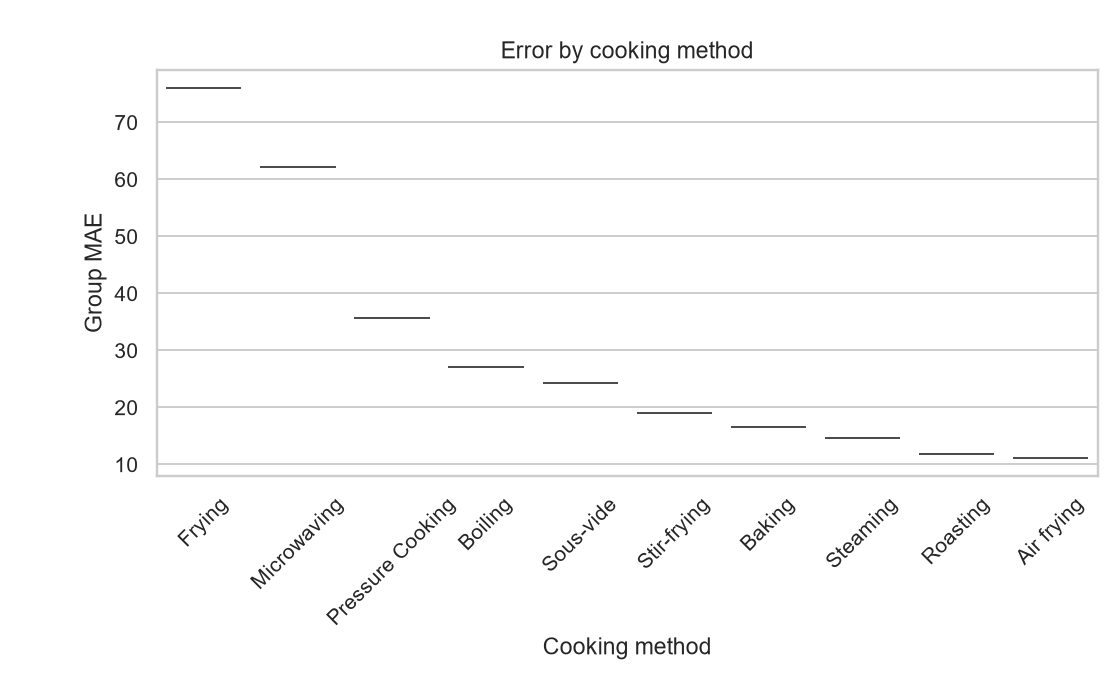 Error by cooking method
Group MAE
70
60
50
40
30
20
10
Frying
Microwaving
Pressure Cooking
Boiling
Sous-vide
Stir-frying
Baking
Steaming
Roasting
Air frying
Cooking method